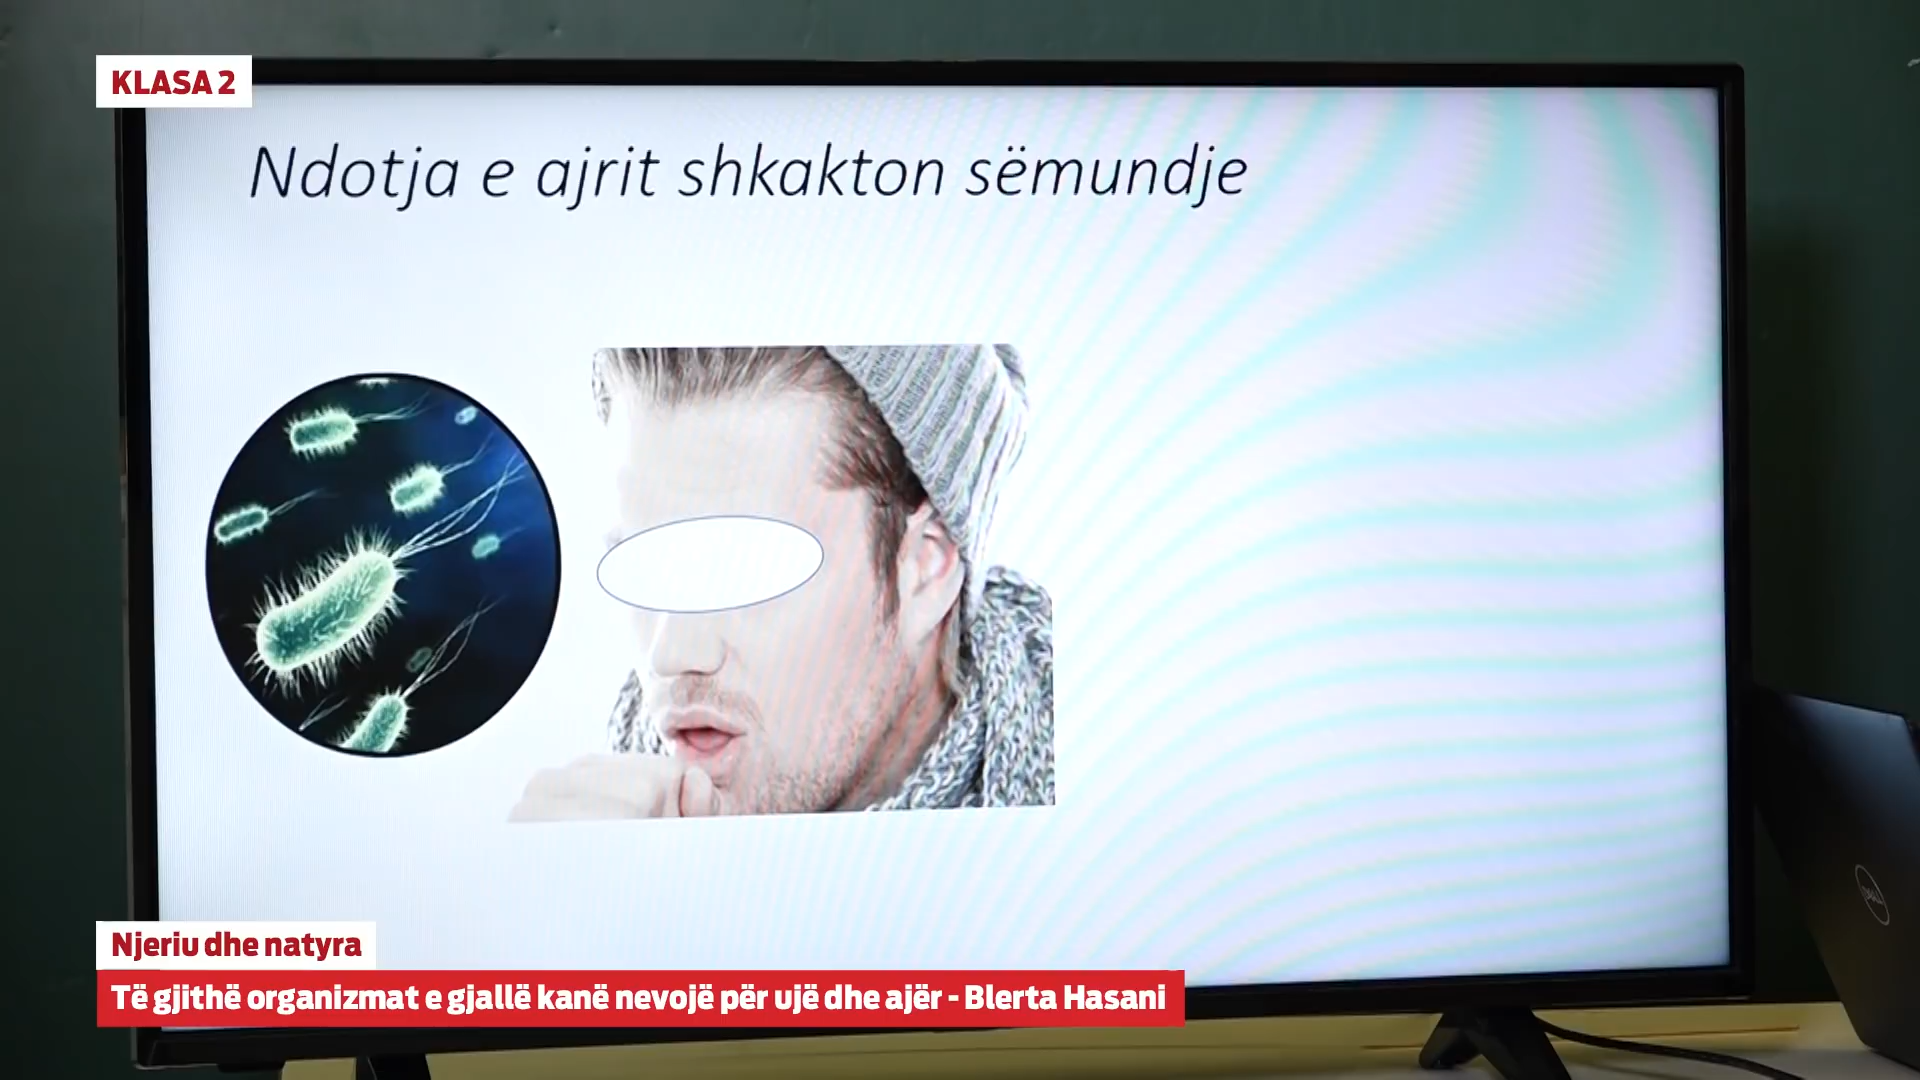 KLASA 2
Ndotja e ajrit shkakton sëmundje
Njeriu dhe natyra
Të gjithë organizmat e gjallë kanë nevojë për ujë dhe ajër - Blerta Hasani
DELL